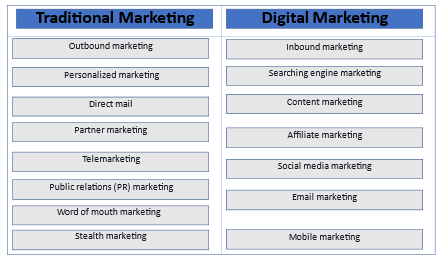 Traditional Marketing
Outbound marketing
Personalized marketing
Direct mail
Partner marketing
Telemarketing
Public relations (PR) marketing
Word of mouth marketing
Stealth marketing
Digital Marketing
Inbound marketing
Searching engine marketing
Content marketing
Affiliate marketing
Social media marketing
Email marketing
Mobile marketing